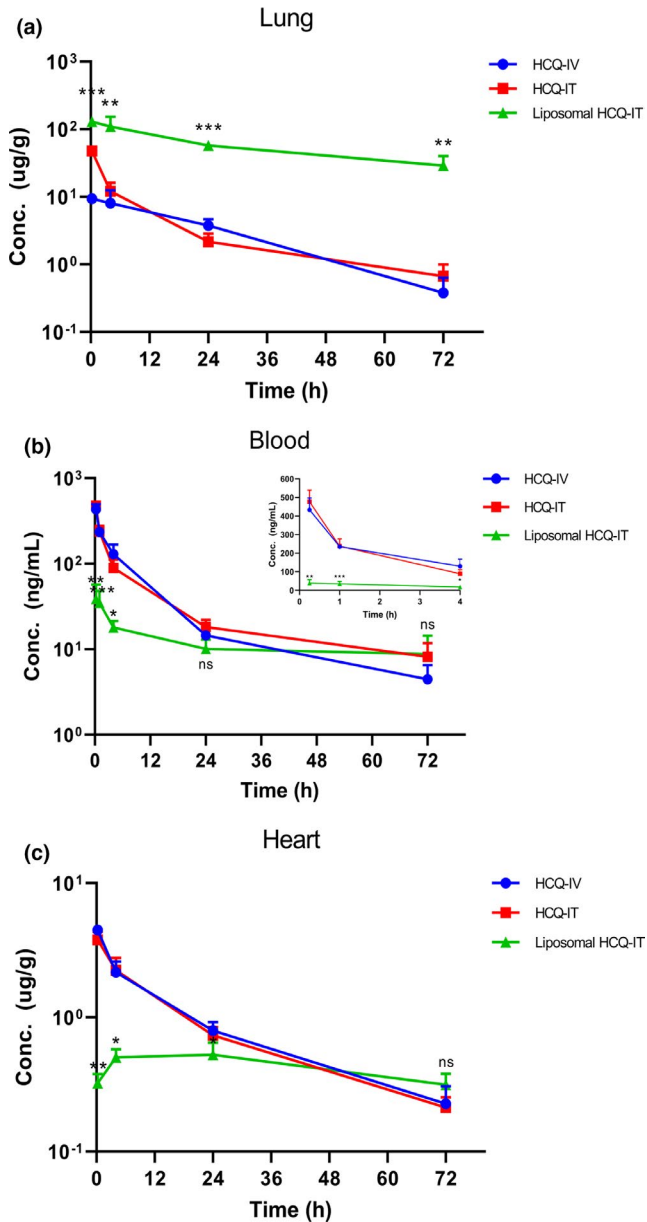 (a)
Lung
10³
10²
10¹
10⁰
10⁻¹
Conc. (ug/g)
*** ** *** **
0 12 24 36 48 60 72
Time (h)
HCQ-IV
HCQ-IT
Liposomal HCQ-IT
(b)
Blood
10³
10²
10¹
10⁰
Conc. (ng/mL)
**
***
*
ns
ns
0 12 24 36 48 60 72
Time (h)
600
500
400
300
200
100
0
Conc. (ng/mL)
** *** *
0 1 2 3 4
Time (h)
HCQ-IV
HCQ-IT
Liposomal HCQ-IT
(c)
Heart
10¹
10⁰
10⁻¹
Conc. (ug/g)
** * * ns
0 12 24 36 48 60 72
Time (h)
HCQ-IV
HCQ-IT
Liposomal HCQ-IT